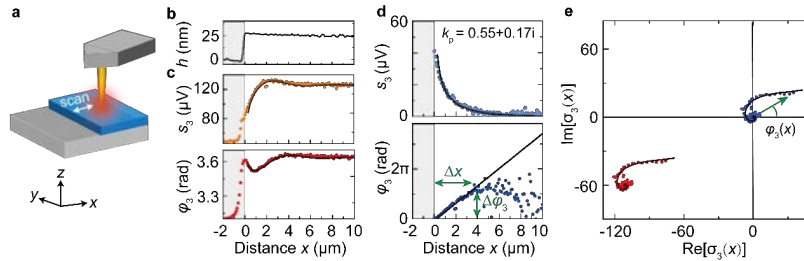 a
scan
z
y
x
b
h (nm)
25
0
c
s₃ (μV)
120
80
φ₃ (rad)
3.6
3.3
-2 0 2 4 6 8 10
Distance x (μm)
d
s₃ (μV)
60
0
kₚ = 0.55+0.17i
φ₃ (rad)
2π
0
Δx
Δφ₃
-2 0 2 4 6 8 10
Distance x (μm)
e
Im[σ₃(x)]
60
0
-60
φ₃(x)
-120 -60 0
Re[σ₃(x)]